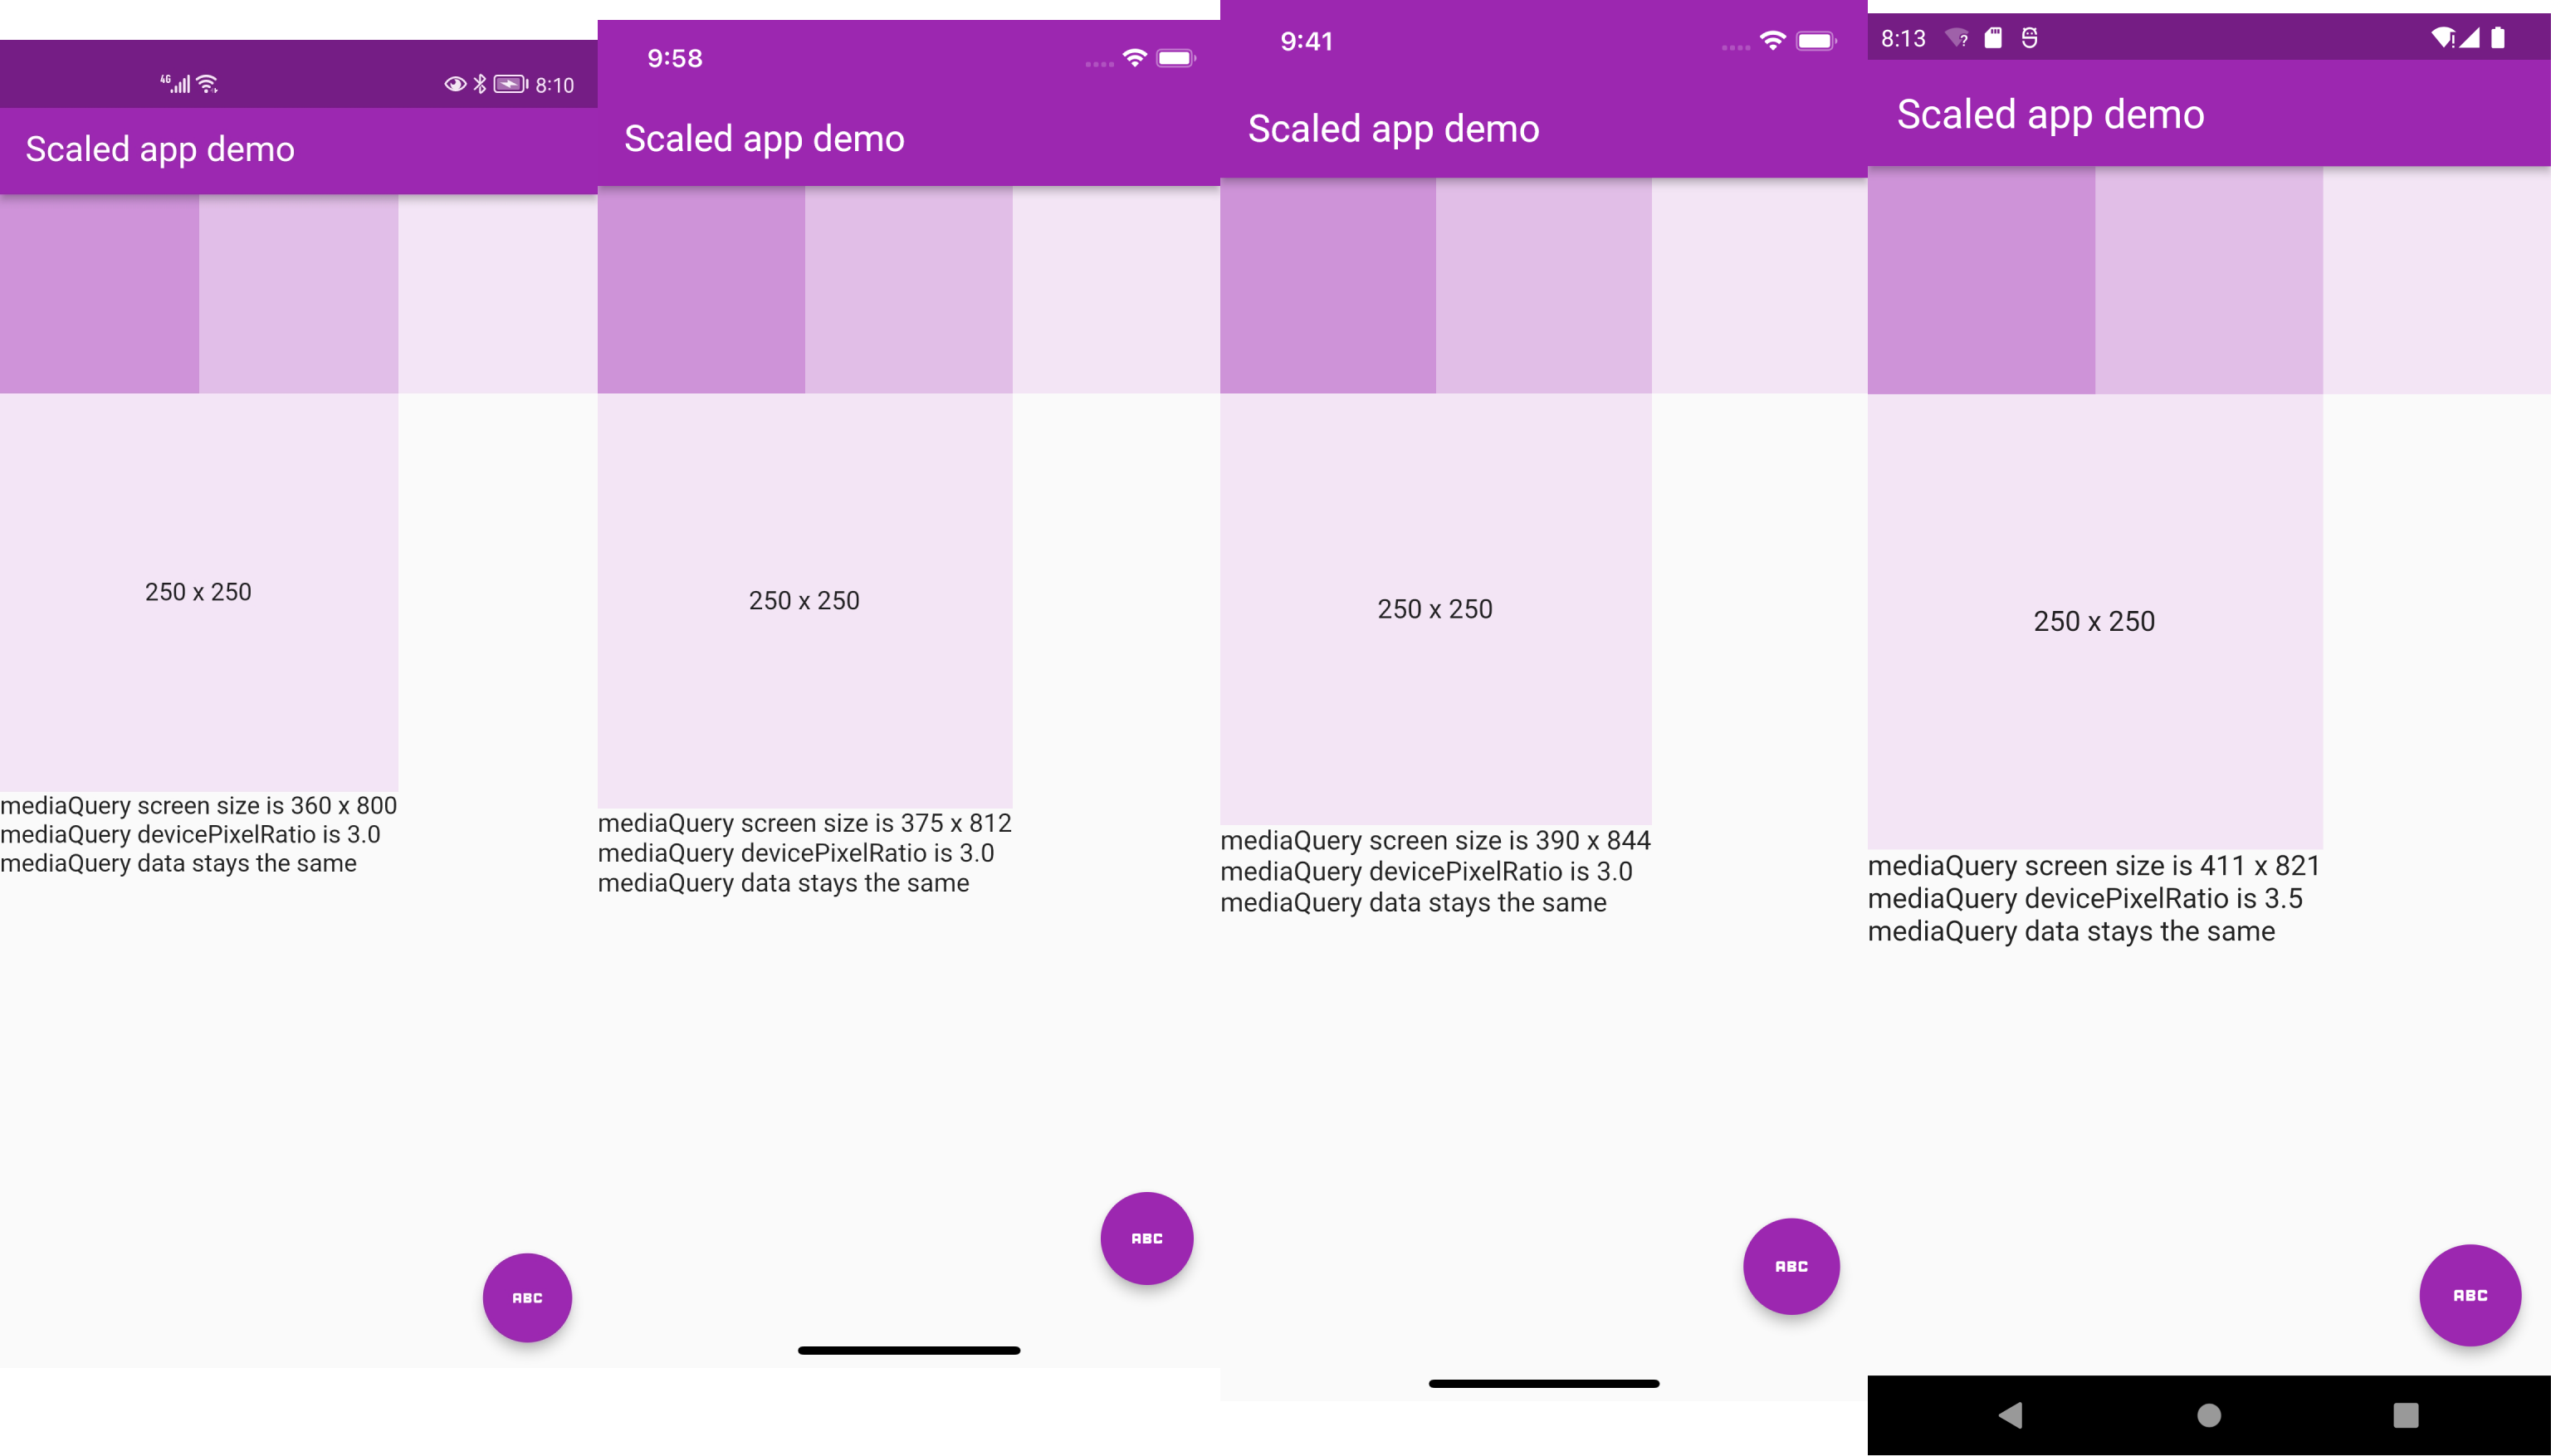 4G
8:10
Scaled app demo
250 x 250
mediaQuery screen size is 360 x 800
mediaQuery devicePixelRatio is 3.0
mediaQuery data stays the same
ABC
9:58
Scaled app demo
250 x 250
mediaQuery screen size is 375 x 812
mediaQuery devicePixelRatio is 3.0
mediaQuery data stays the same
ABC
9:41
Scaled app demo
250 x 250
mediaQuery screen size is 390 x 844
mediaQuery devicePixelRatio is 3.0
mediaQuery data stays the same
ABC
8:13
Scaled app demo
250 x 250
mediaQuery screen size is 411 x 821
mediaQuery devicePixelRatio is 3.5
mediaQuery data stays the same
ABC